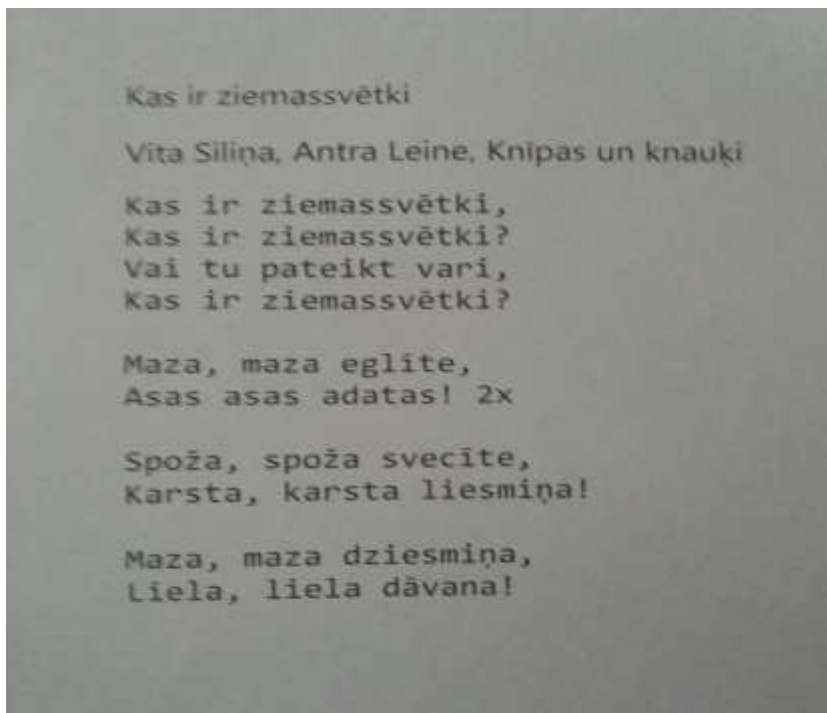 Kas ir ziemassvētki
Vita Siliņa, Antra Leine, Knīpas un knauķi
Kas ir ziemassvētki,
Kas ir ziemassvētki?
Vai tu pateikt vari,
Kas ir ziemassvētki?
Maza, maza eglīte,
Asas asas adatas! 2x
Spoža, spoža svecīte,
Karsta, karsta liesmiņa!
Maza, maza dziesmiņa,
Liela, liela dāvana!